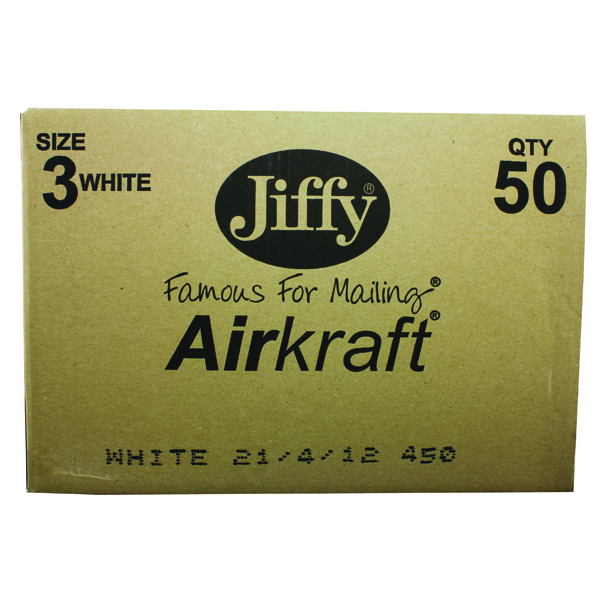 SIZE
3 WHITE
QTY
50
Jiffy®
Famous For Mailing®
Airkraft®
WHITE 21/4/12 450